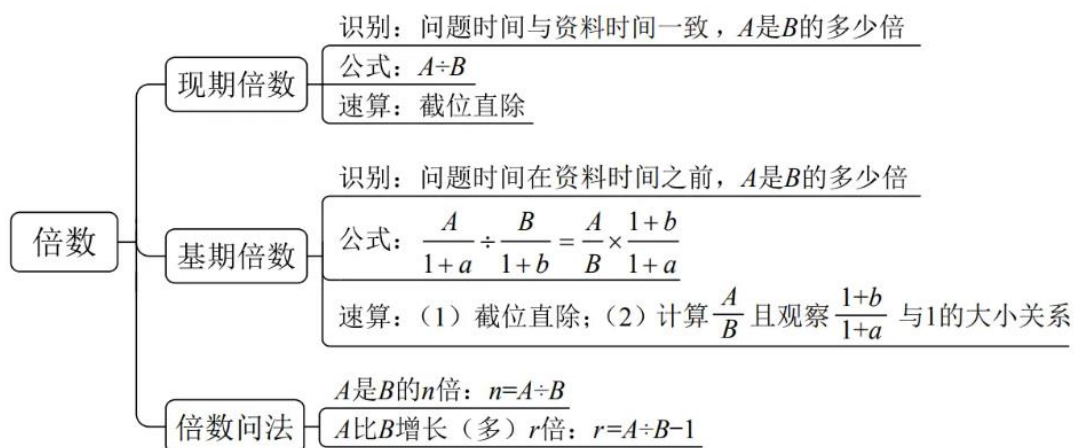 倍数
现期倍数
识别：问题时间与资料时间一致，A是B的多少倍
公式：A÷B
速算：截位直除
基期倍数
识别：问题时间在资料时间之前，A是B的多少倍
公式：A/(1+a)÷B/(1+b)=A/B×(1+b)/(1+a)
速算：（1）截位直除；（2）计算A/B且观察(1+b)/(1+a)与1的大小关系
倍数问法
A是B的n倍：n=A÷B
A比B增长（多）r倍：r=A÷B-1